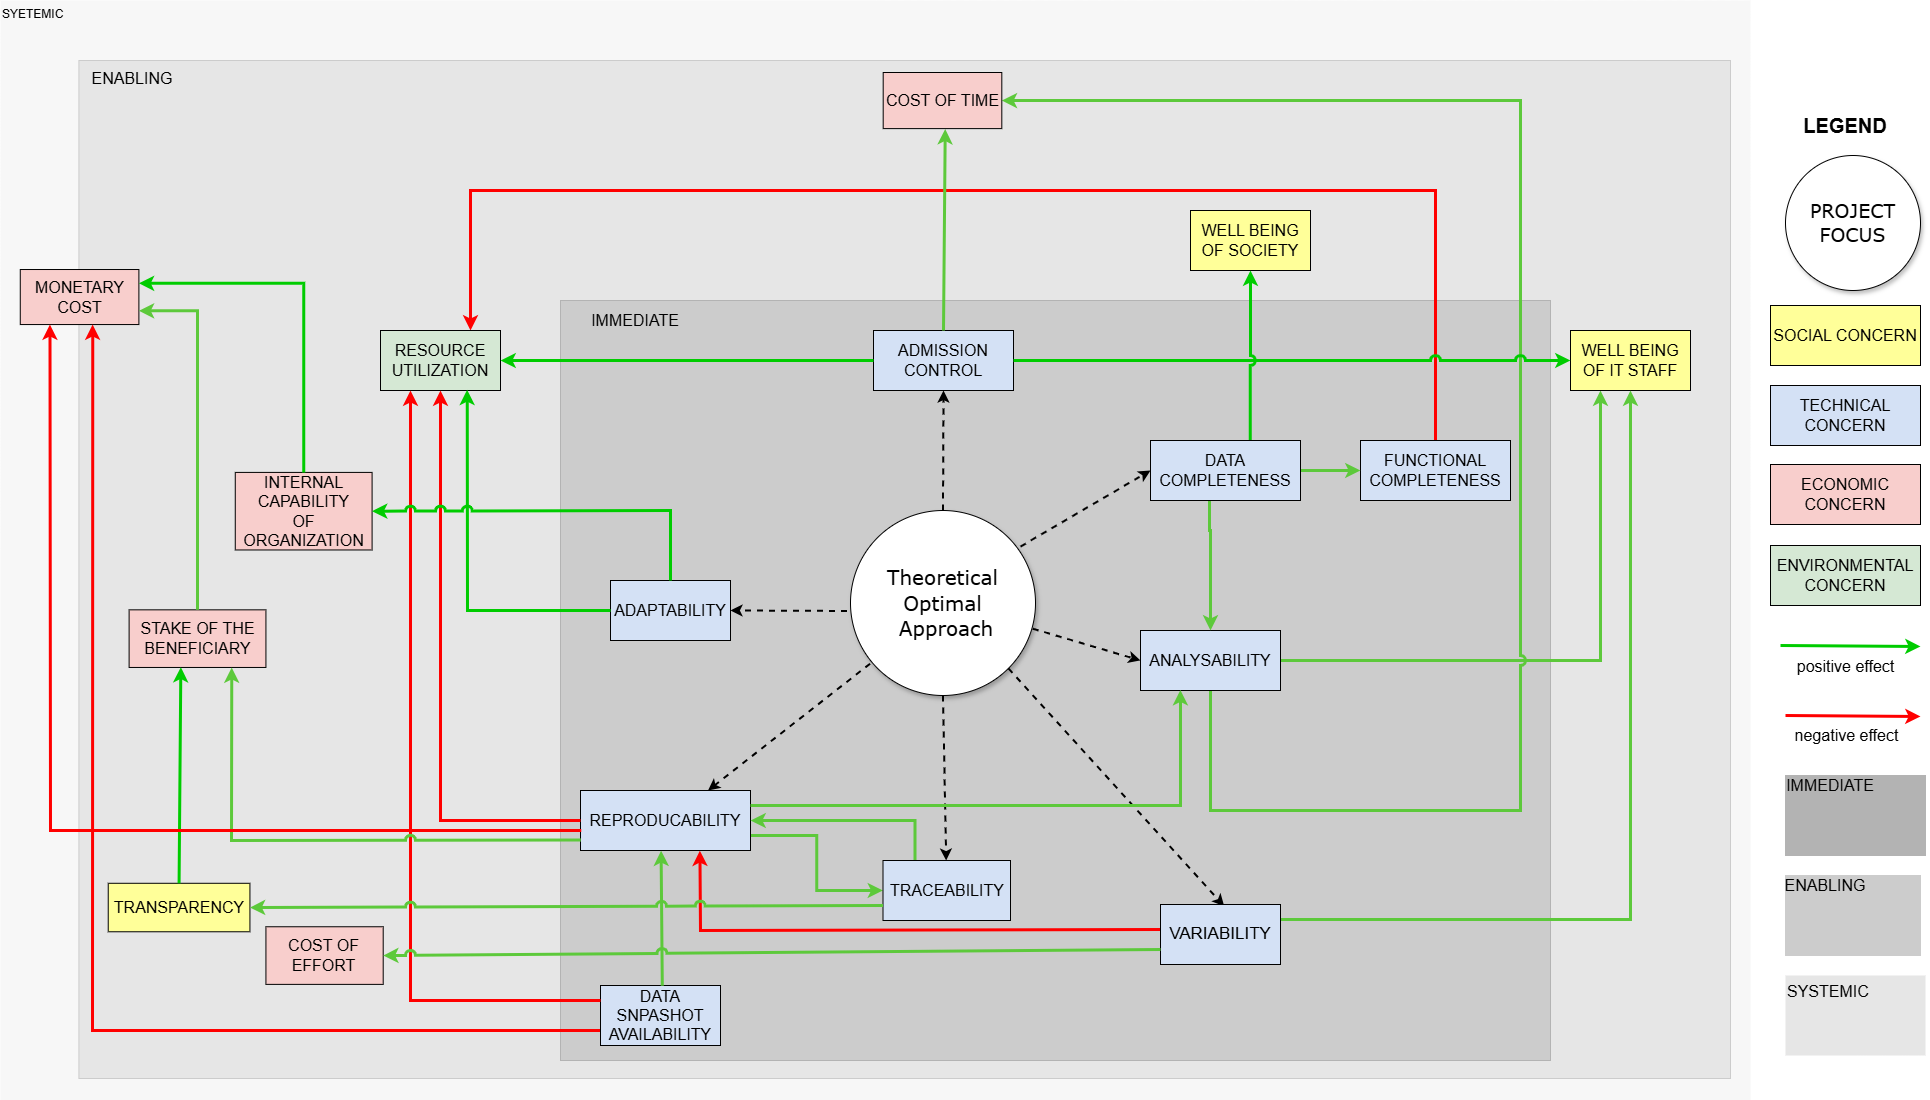 SYETEMIC
ENABLING
COST OF TIME
WELL BEING
OF SOCIETY
MONETARY
COST
IMMEDIATE
RESOURCE
UTILIZATION
ADMISSION
CONTROL
WELL BEING
OF IT STAFF
DATA
COMPLETENESS
FUNCTIONAL
COMPLETENESS
INTERNAL
CAPABILITY
OF
ORGANIZATION
Theoretical
Optimal
Approach
ADAPTABILITY
STAKE OF THE
BENEFICIARY
ANALYSABILITY
REPRODUCABILITY
TRACEABILITY
TRANSPARENCY
VARIABILITY
COST OF
EFFORT
DATA
SNPASHOT
AVAILABILITY
LEGEND
PROJECT
FOCUS
SOCIAL CONCERN
TECHNICAL
CONCERN
ECONOMIC
CONCERN
ENVIRONMENTAL
CONCERN
positive effect
negative effect
IMMEDIATE
ENABLING
SYSTEMIC